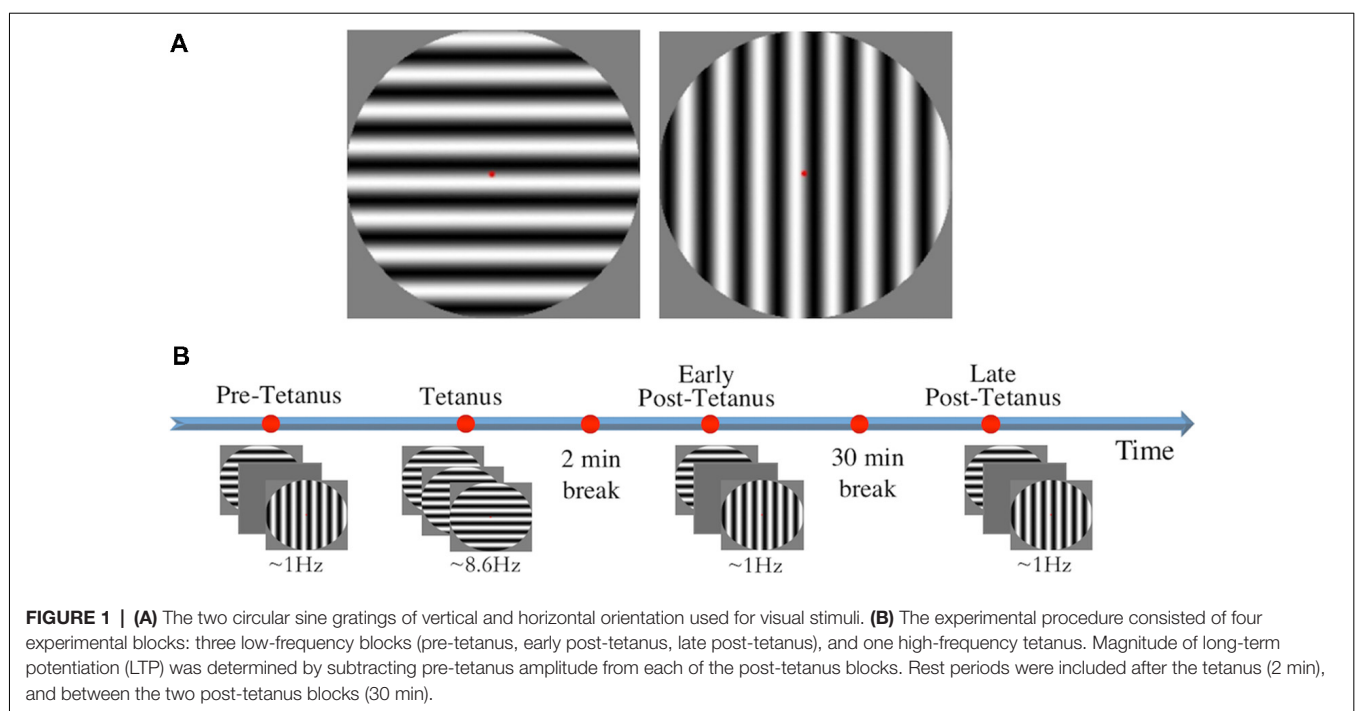 A
B
Pre-Tetanus
Tetanus
Early
Post-Tetanus
Late
Post-Tetanus
2 min
break
30 min
break
Time
~1Hz
~8.6Hz
~1Hz
~1Hz
FIGURE 1 | (A) The two circular sine gratings of vertical and horizontal orientation used for visual stimuli. (B) The experimental procedure consisted of four
experimental blocks: three low-frequency blocks (pre-tetanus, early post-tetanus, late post-tetanus), and one high-frequency tetanus. Magnitude of long-term
potentiation (LTP) was determined by subtracting pre-tetanus amplitude from each of the post-tetanus blocks. Rest periods were included after the tetanus (2 min),
and between the two post-tetanus blocks (30 min).